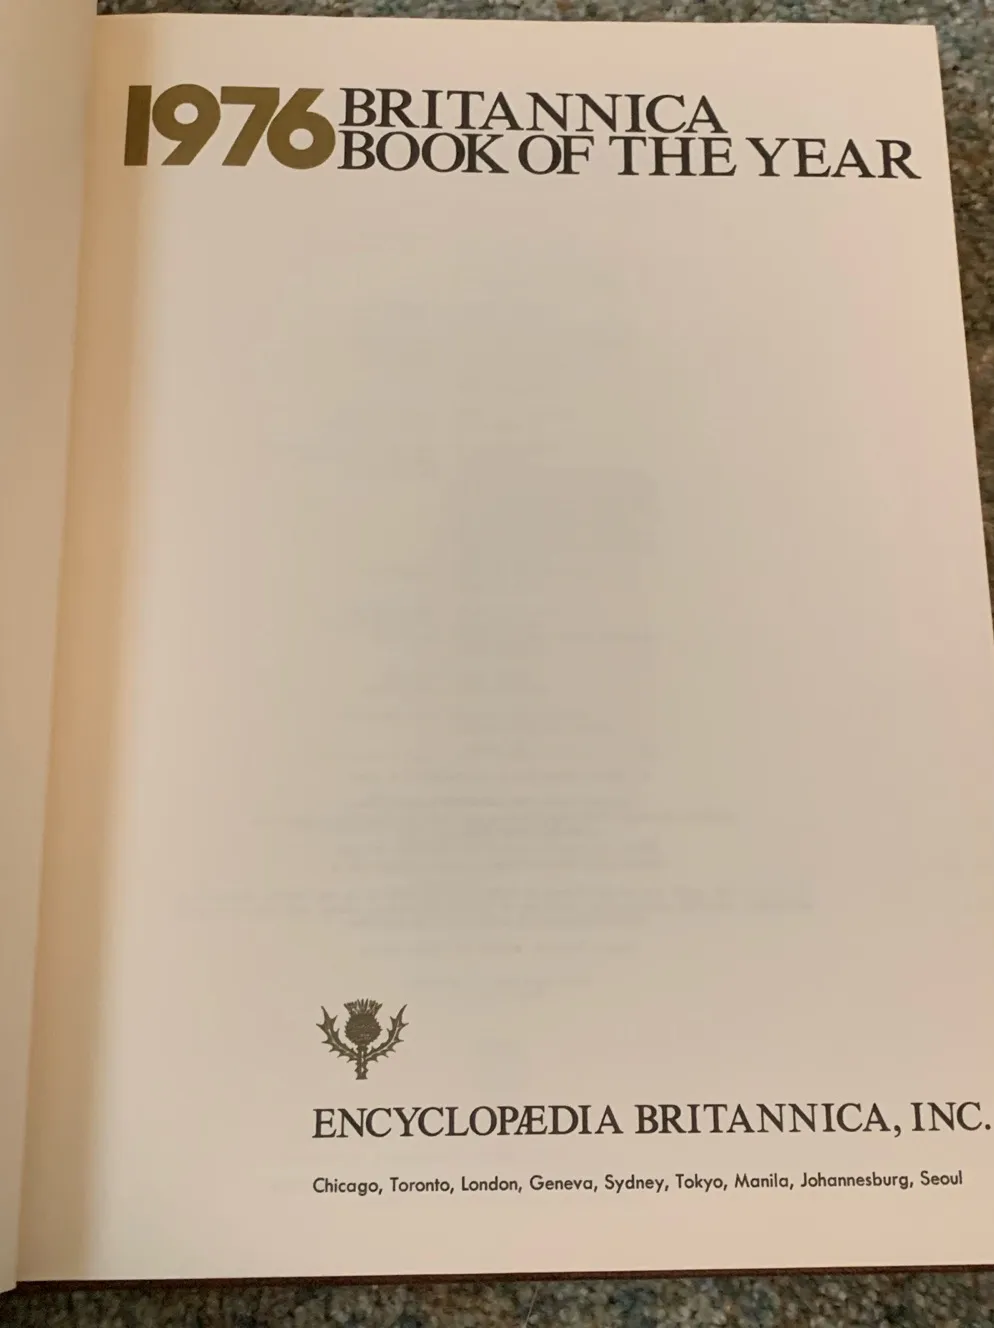 1976 BRITANNICA
BOOK OF THE YEAR
ENCYCLOPÆDIA BRITANNICA, INC.
Chicago, Toronto, London, Geneva, Sydney, Tokyo, Manila, Johannesburg, Seoul